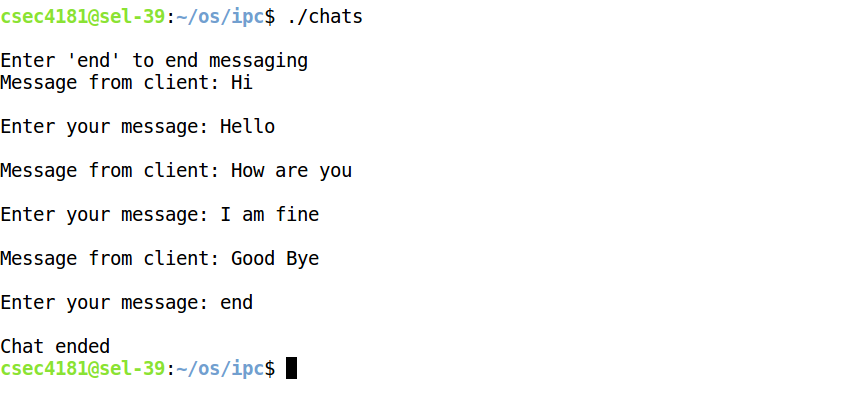 csec4181@sel-39:~/os/ipc$ ./chats
Enter 'end' to end messaging
Message from client: Hi
Enter your message: Hello
Message from client: How are you
Enter your message: I am fine
Message from client: Good Bye
Enter your message: end
Chat ended
csec4181@sel-39:~/os/ipc$